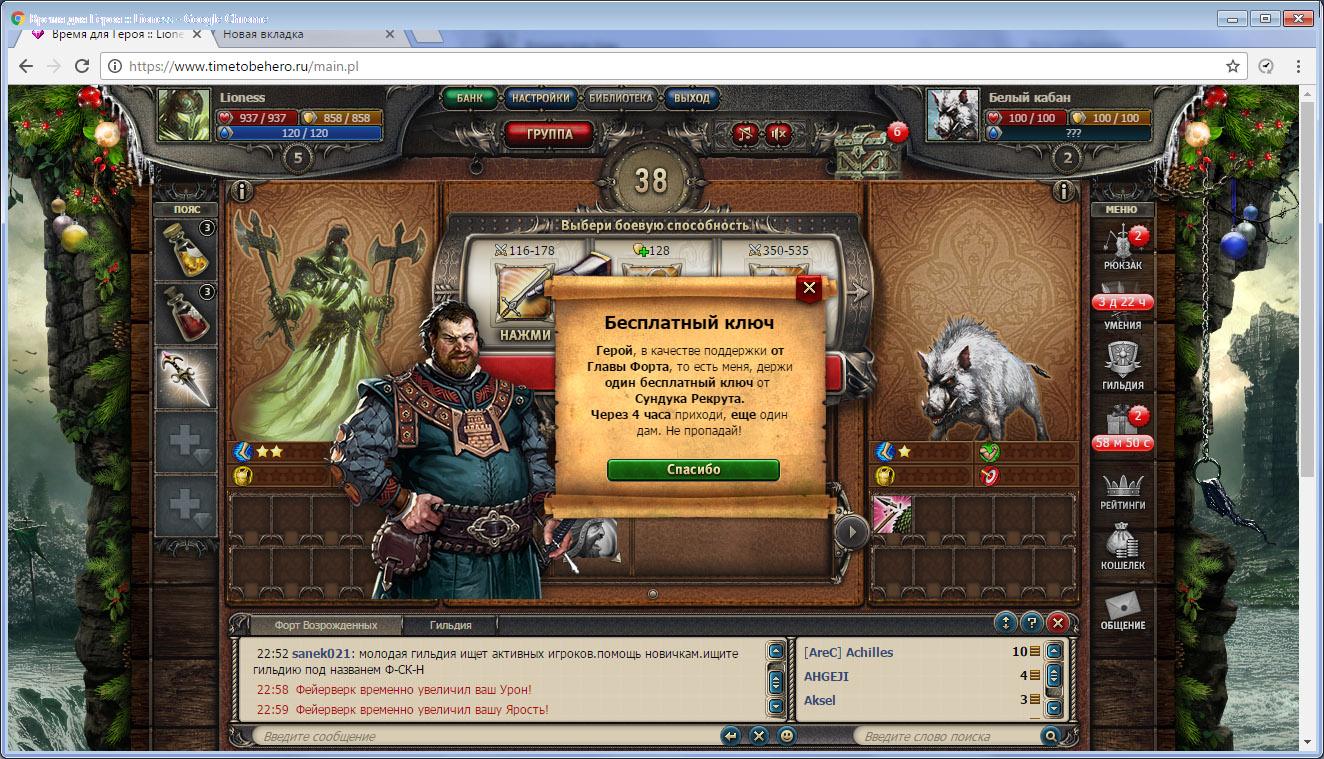 Время для Героя :: Lioness - Google Chrome
Время для Героя :: Lione
Новая вкладка
https://www.timetobehero.ru/main.pl
Lioness
937 / 937
858 / 858
120 / 120
5
БАНК
НАСТРОЙКИ
БИБЛИОТЕКА
ВЫХОД
ГРУППА
6
Белый кабан
100 / 100
100 / 100
???
2
38
ПОЯС
3
3
Выбери боевую способность
116-178
128
350-535
НАЖМИ
Бесплатный ключ
Герой, в качестве поддержки от
Главы Форта, то есть меня, держи
один бесплатный ключ от
Сундука Рекрута.
Через 4 часа приходи, еще один
дам. Не пропадай!
Спасибо
МЕНЮ
2
РЮКЗАК
3 д 22 ч
УМЕНИЯ
ГИЛЬДИЯ
2
58 м 50 с
РЕЙТИНГИ
КОШЕЛЕК
ОБЩЕНИЕ
Форт Возрожденных
Гильдия
22:52 sanek021: молодая гильдия ищет активных игроков.помощь новичкам.ищите
гильдию под названем Ф-СК-Н
22:58 Фейерверк временно увеличил ваш Урон!
22:59 Фейерверк временно увеличил вашу Ярость!
[AreC] Achilles 10
AHGEJI 4
Aksel 3
Введите сообщение
Введите слово поиска